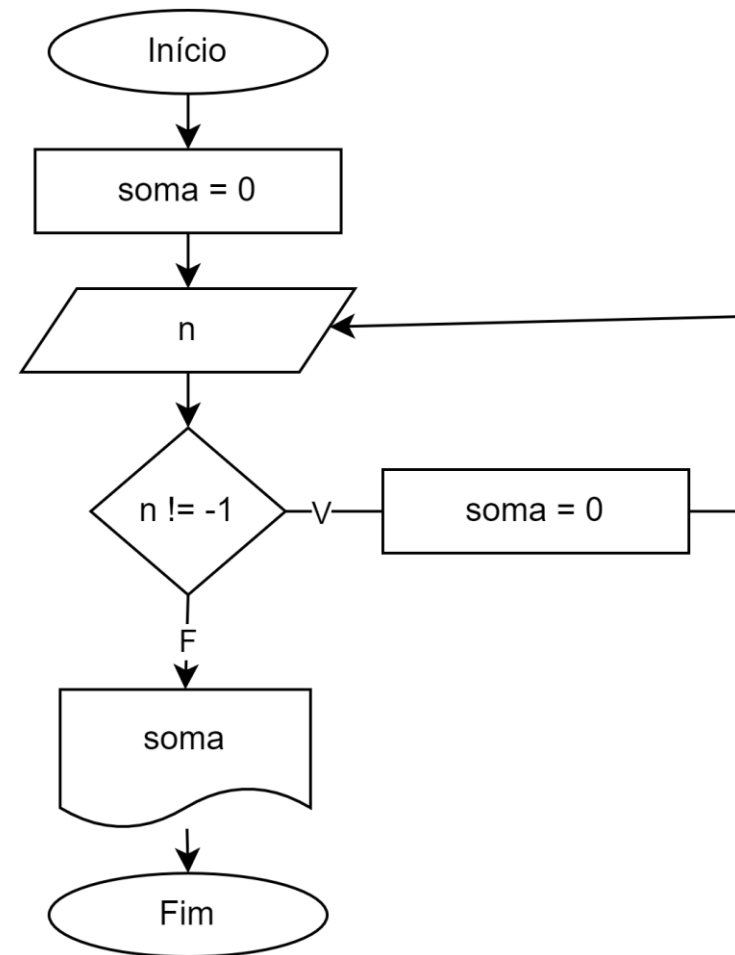 Início
soma = 0
n
n != -1
V
soma = 0
F
soma
Fim